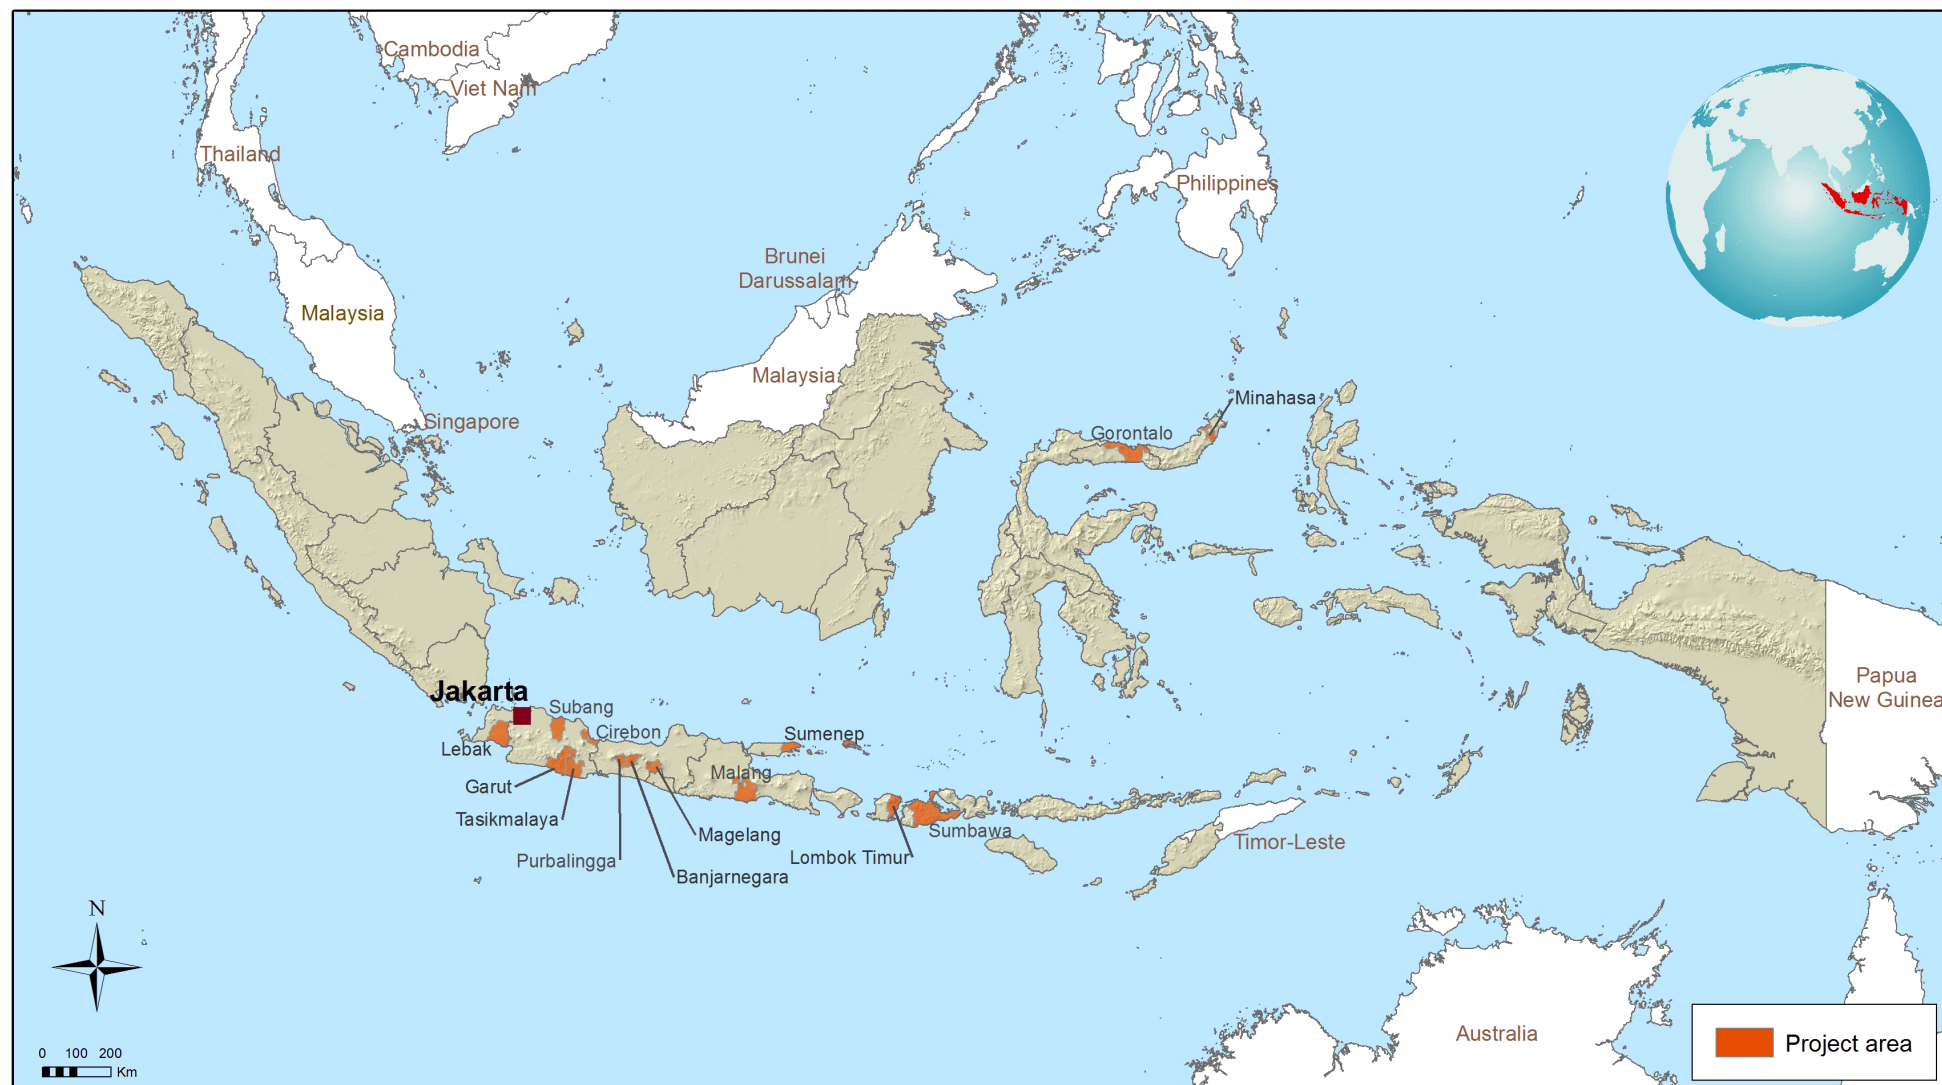 Cambodia
Viet Nam
Thailand
Philippines
Brunei
Darussalam
Malaysia
Malaysia
Singapore
Minahasa
Gorontalo
Papua
New Guinea
Jakarta
Subang
Cirebon
Sumenep
Lebak
Malang
Garut
Tasikmalaya
Sumbawa
Magelang
Timor-Leste
Lombok Timur
Purbalingga
Banjarnegara
N
Australia
Project area
0 100 200
Km